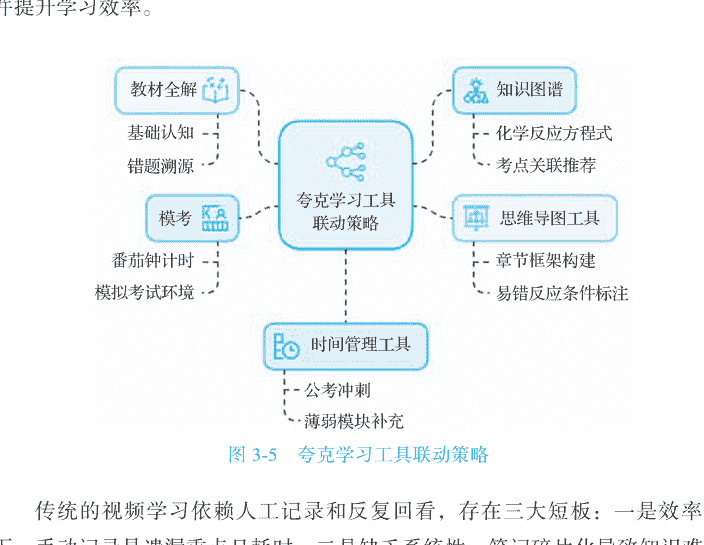 并提升学习效率。
教材全解
基础认知
错题溯源
模考
番茄钟计时
模拟考试环境
夸克学习工具
联动策略
知识图谱
化学反应方程式
考点关联推荐
思维导图工具
章节框架构建
易错反应条件标注
时间管理工具
公考冲刺
薄弱模块补充
图 3-5 夸克学习工具联动策略
传统的视频学习依赖人工记录和反复回看，存在三大短板：一是效率